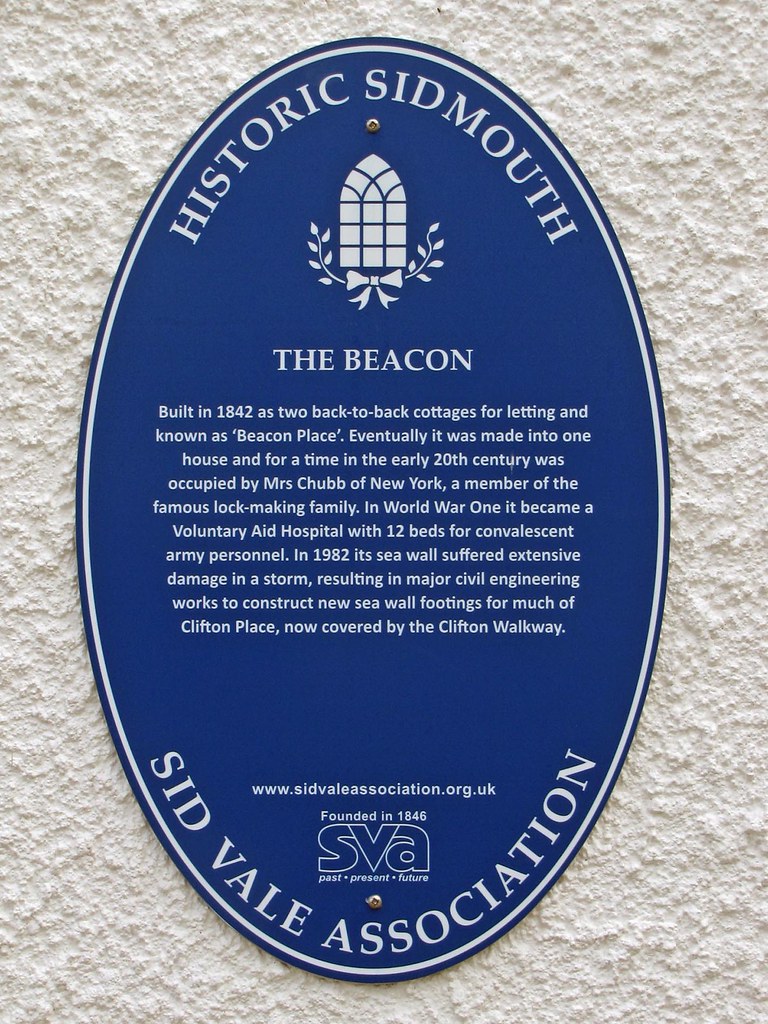 HISTORIC SIDMOUTH
THE BEACON
Built in 1842 as two back-to-back cottages for letting and
known as ‘Beacon Place’. Eventually it was made into one
house and for a time in the early 20th century was
occupied by Mrs Chubb of New York, a member of the
famous lock-making family. In World War One it became a
Voluntary Aid Hospital with 12 beds for convalescent
army personnel. In 1982 its sea wall suffered extensive
damage in a storm, resulting in major civil engineering
works to construct new sea wall footings for much of
Clifton Place, now covered by the Clifton Walkway.
www.sidvaleassociation.org.uk
Founded in 1846
sva
past • present • future
SID VALE ASSOCIATION